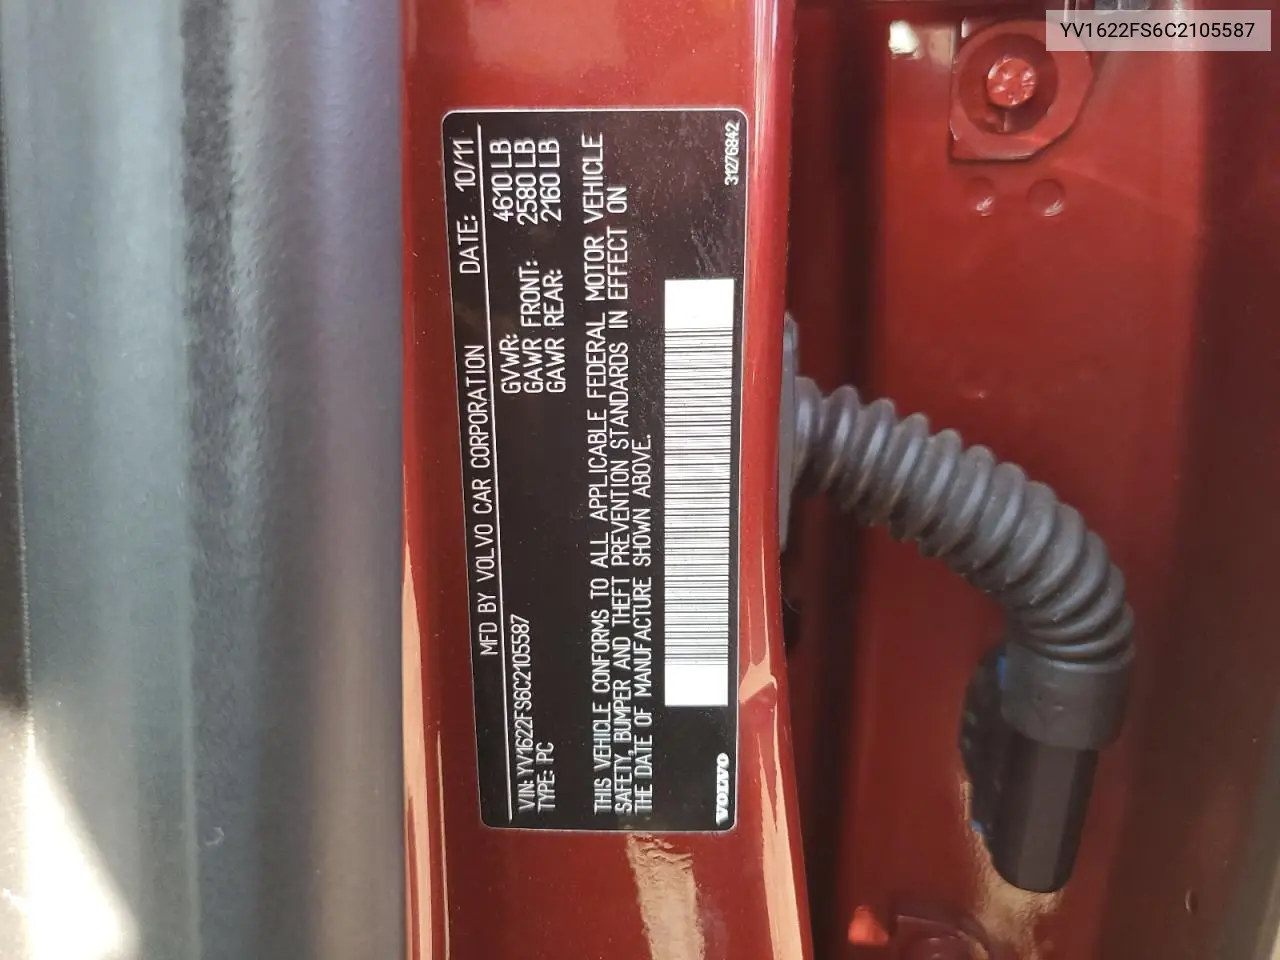 YV1622FS6C2105587
MFD BY VOLVO CAR CORPORATION DATE: 10/11
GVWR: 4610 LB
GAWR FRONT: 2580 LB
GAWR REAR: 2160 LB
VIN: YV1622FS6C2105587
TYPE: PC
THIS VEHICLE CONFORMS TO ALL APPLICABLE FEDERAL MOTOR VEHICLE
SAFETY, BUMPER AND THEFT PREVENTION STANDARDS IN EFFECT ON
THE DATE OF MANUFACTURE SHOWN ABOVE.
VOLVO
31276842